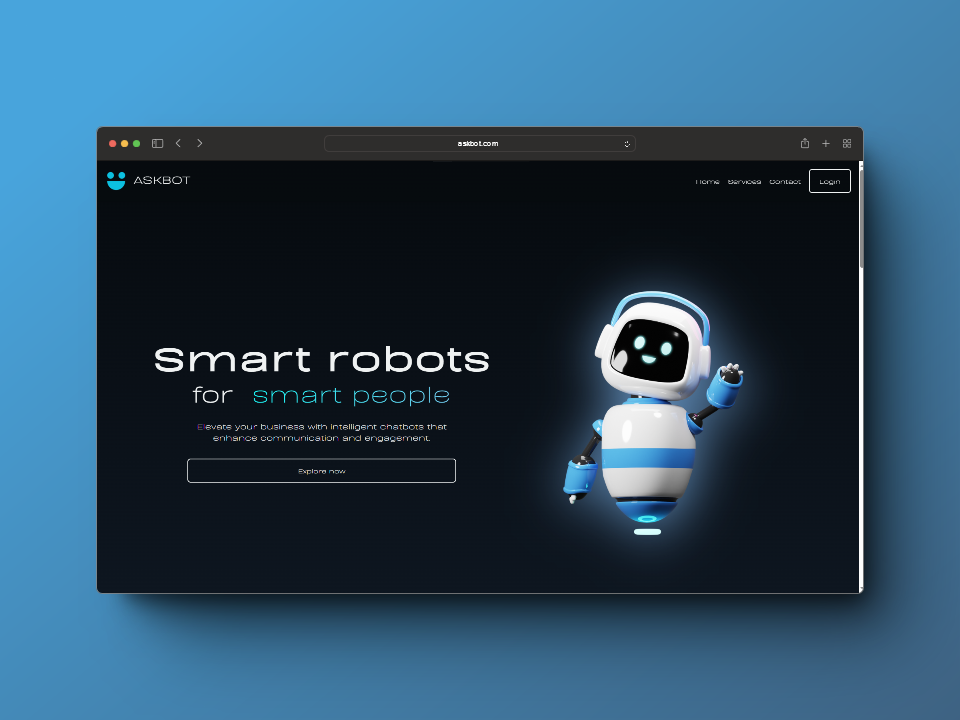 askbot.com
ASKBOT
Home Services Contact Login
Smart robots
for smart people
Elevate your business with intelligent chatbots that
enhance communication and engagement.
Explore now